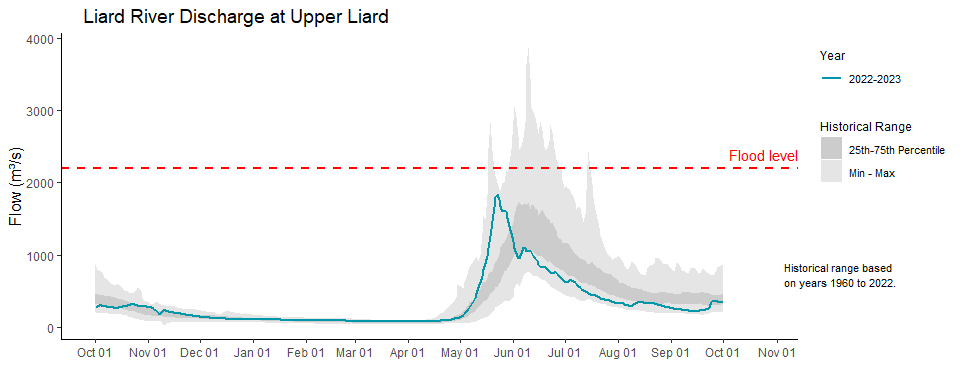 Liard River Discharge at Upper Liard
4000
3000
2000
1000
0
Flow (m³/s)
Flood level
Oct 01 Nov 01 Dec 01 Jan 01 Feb 01 Mar 01 Apr 01 May 01 Jun 01 Jul 01 Aug 01 Sep 01 Oct 01 Nov 01
Year
2022-2023
Historical Range
25th-75th Percentile
Min - Max
Historical range based
on years 1960 to 2022.